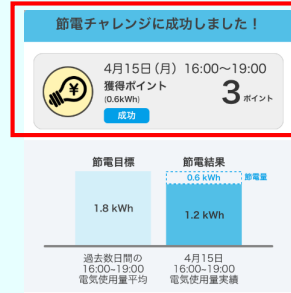 節電チャレンジに成功しました！
4月15日(月) 16:00～19:00
獲得ポイント
(0.6kWh)
3 ポイント
成功
¥
節電目標
節電結果
0.6 kWh
節電量
1.8 kWh
1.2 kWh
過去数日間の
16:00~19:00
電気使用量平均
4月15日
16:00~19:00
電気使用量実績